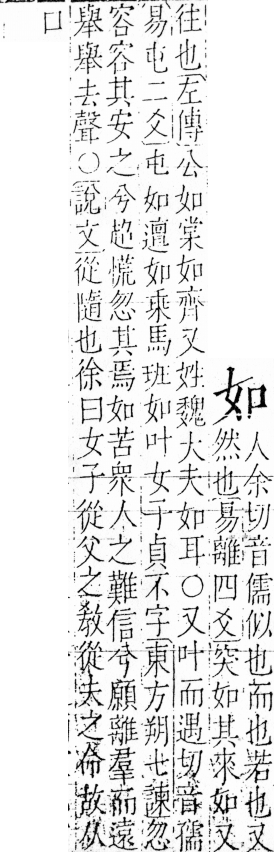 如
人余切音儒似也而也若也又
然也易離四爻突如其來如又
往也左傳公如棠如齊又姓魏大夫如耳○又叶而遇切音儒
易屯二爻屯如邅如乘馬班如叶女子貞不字東方朔七諫忽
容容其安之兮超慌忽其焉如苦衆人之難信兮願離羣而遠
舉舉去聲○說文從隨也徐曰女子從父之教從夫之命故从
口